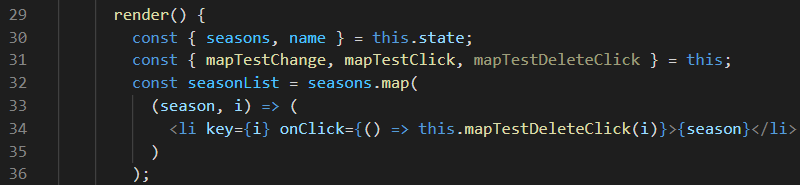 29 render() {
30 const { seasons, name } = this.state;
31 const { mapTestChange, mapTestClick, mapTestDeleteClick } = this;
32 const seasonList = seasons.map(
33 (season, i) => (
34 <li key={i} onClick={() => this.mapTestDeleteClick(i)}>{season}</li>
35 )
36 );